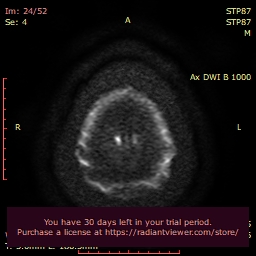 Im: 24/52
Se: 4
STP87
STP87
M
A
Ax DWI B 1000
R
L
You have 30 days left in your trial period.
Purchase a license at https://radiantviewer.com/store/